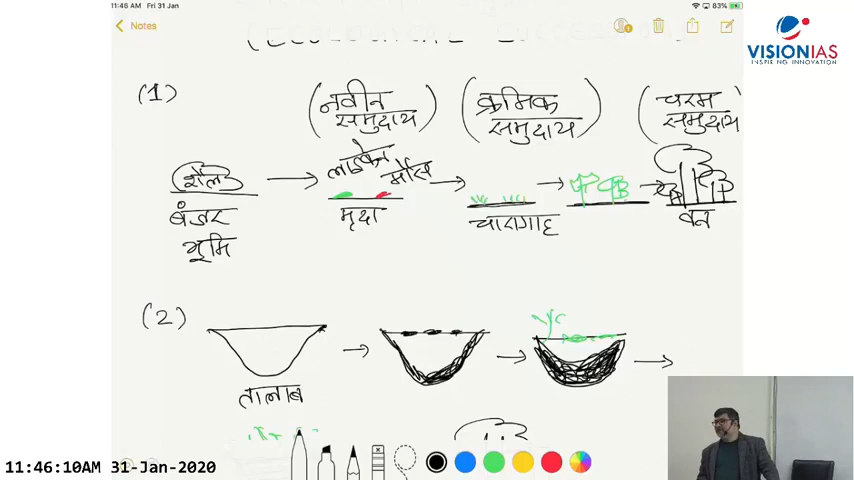 11:46 AM Fri 31 Jan
83%
Notes
VISIONIAS
INSPIRING INNOVATION
(1)
(नवीन समुदाय)
(क्रमिक समुदाय)
(चरम समुदाय)
शैल
बंजर भूमि
लाइकेन
मॉस
मृदा
चारागाह
वन
(2)
तालाब
11:46:10AM 31-Jan-2020